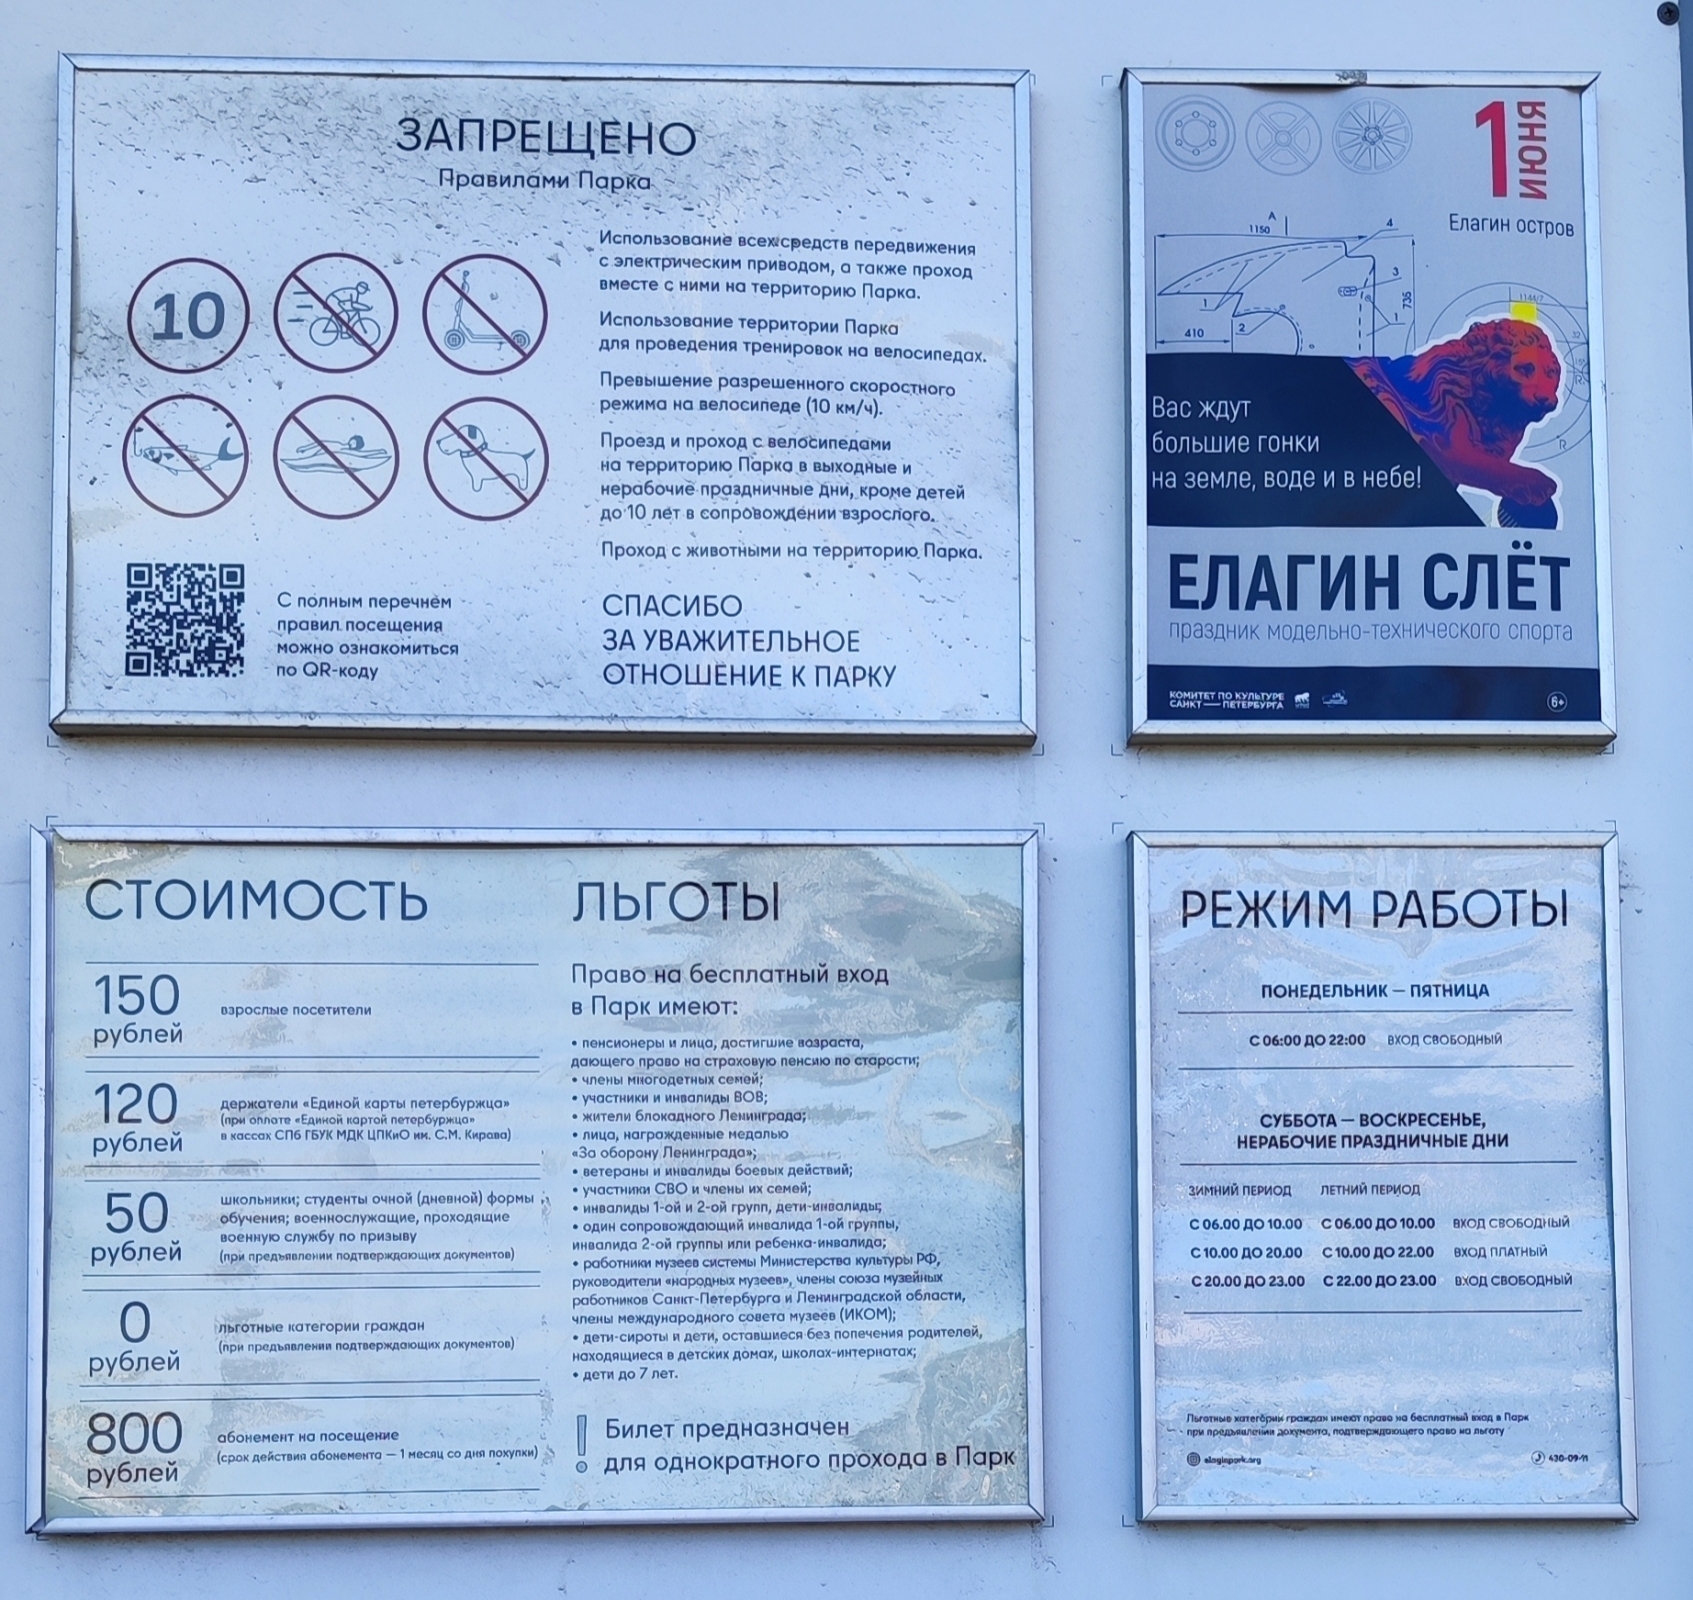 ЗАПРЕЩЕНО
Правилами Парка
10
Использование всех средств передвижения
с электрическим приводом, а также проход
вместе с ними на территорию Парка.
Использование территории Парка
для проведения тренировок на велосипедах.
Превышение разрешенного скоростного
режима на велосипеде (10 км/ч).
Проезд и проход с велосипедами
на территорию Парка в выходные и
нерабочие праздничные дни, кроме детей
до 10 лет в сопровождении взрослого.
Проход с животными на территорию Парка.
С полным перечнем
правил посещения
можно ознакомиться
по QR-коду
СПАСИБО
ЗА УВАЖИТЕЛЬНОЕ
ОТНОШЕНИЕ К ПАРКУ
1 ИЮНЯ
Елагин остров
A
1150
4
3
735
1
1
410
2
1144/7
R
Вас ждут
большие гонки
на земле, воде и в небе!
ЕЛАГИН СЛЁТ
праздник модельно-технического спорта
КОМИТЕТ ПО КУЛЬТУРЕ
САНКТ — ПЕТЕРБУРГА
6+
СТОИМОСТЬ
150
рублей
взрослые посетители
120
рублей
держатели «Единой карты петербуржца»
(при оплате «Единой картой петербуржца»
в кассах СПб ГБУК МДК ЦПКиО им. С.М. Кирова)
50
рублей
школьники; студенты очной (дневной) формы
обучения; военнослужащие, проходящие
военную службу по призыву
(при предъявлении подтверждающих документов)
0
рублей
льготные категории граждан
(при предъявлении подтверждающих документов)
800
рублей
абонемент на посещение
(срок действия абонемента — 1 месяц со дня покупки)
ЛЬГОТЫ
Право на бесплатный вход
в Парк имеют:
• пенсионеры и лица, достигшие возраста,
дающего право на страховую пенсию по старости;
• члены многодетных семей;
• участники и инвалиды ВОВ;
• жители блокадного Ленинграда;
• лица, награжденные медалью
«За оборону Ленинграда»;
• ветераны и инвалиды боевых действий;
• участники СВО и члены их семей;
• инвалиды 1-ой и 2-ой групп, дети-инвалиды;
• один сопровождающий инвалида 1-ой группы,
инвалида 2-ой группы или ребенка-инвалида;
• работники музеев системы Министерства культуры РФ,
руководители «народных музеев», члены союза музейных
работников Санкт-Петербурга и Ленинградской области,
члены международного совета музеев (ИКОМ);
• дети-сироты и дети, оставшиеся без попечения родителей,
находящиеся в детских домах, школах-интернатах;
• дети до 7 лет.
! Билет предназначен
для однократного прохода в Парк
РЕЖИМ РАБОТЫ
ПОНЕДЕЛЬНИК — ПЯТНИЦА
С 06:00 ДО 22:00 ВХОД СВОБОДНЫЙ
СУББОТА — ВОСКРЕСЕНЬЕ,
НЕРАБОЧИЕ ПРАЗДНИЧНЫЕ ДНИ
ЗИМНИЙ ПЕРИОД ЛЕТНИЙ ПЕРИОД
С 06.00 ДО 10.00 С 06.00 ДО 10.00 ВХОД СВОБОДНЫЙ
С 10.00 ДО 20.00 С 10.00 ДО 22.00 ВХОД ПЛАТНЫЙ
С 20.00 ДО 23.00 С 22.00 ДО 23.00 ВХОД СВОБОДНЫЙ
Льготные категории граждан имеют право на бесплатный вход в Парк
при предъявлении документа, подтверждающего право на льготу
elaginpark.org
430-09-11